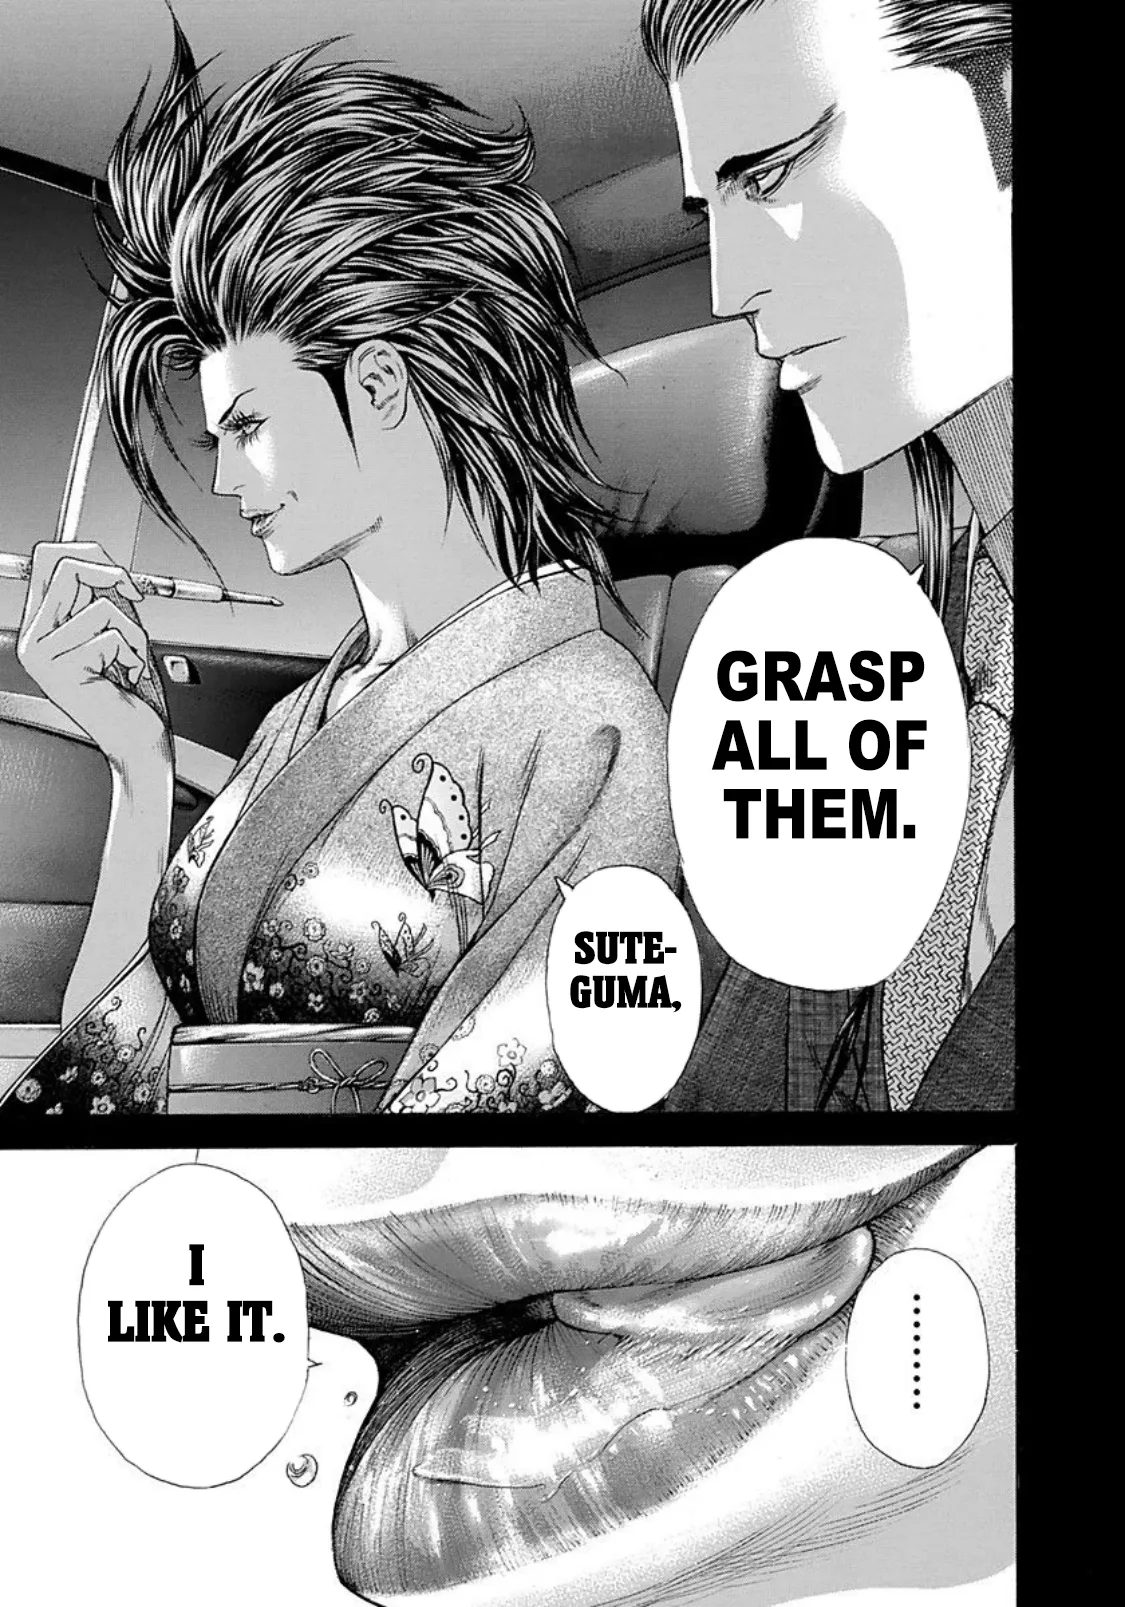 GRASP
ALL OF
THEM.
SUTE-
GUMA,
.........
I
LIKE IT.